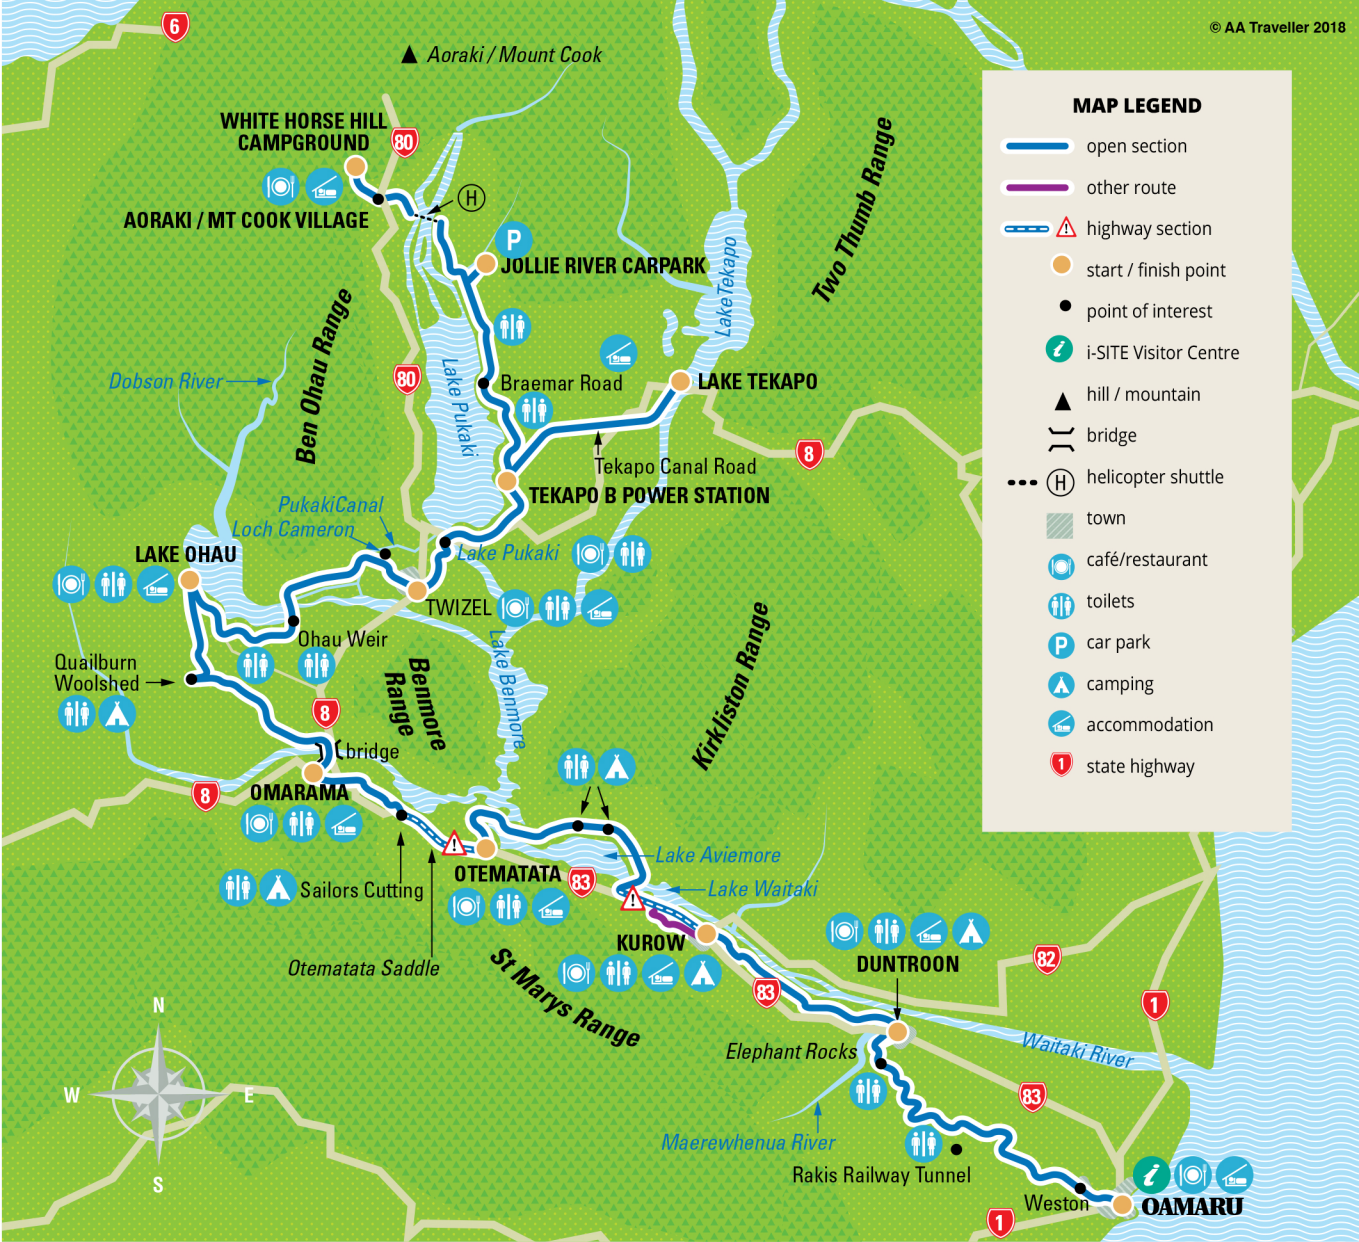 6
© AA Traveller 2018
Aoraki / Mount Cook
WHITE HORSE HILL
CAMPGROUND
80
AORAKI / MT COOK VILLAGE
H
P
JOLLIE RIVER CARPARK
Two Thumb Range
Lake Tekapo
Ben Ohau Range
Dobson River
80
Lake Pukaki
Braemar Road
LAKE TEKAPO
8
Tekapo Canal Road
TEKAPO B POWER STATION
PukakiCanal
Loch Cameron
LAKE OHAU
Lake Pukaki
TWIZEL
Ohau Weir
Quailburn
Woolshed
Lake Benmore
Benmore
Range
Kirkliston Range
8
bridge
8
OMARAMA
!
OTEMATATA
83
Lake Aviemore
Sailors Cutting
!
Lake Waitaki
KUROW
Otematata Saddle
St Marys Range
83
DUNTROON
82
1
Elephant Rocks
Waitaki River
83
Maerewhenua River
Rakis Railway Tunnel
Weston
i
OAMARU
1
N
W
E
S
MAP LEGEND
open section
other route
! highway section
start / finish point
point of interest
i i-SITE Visitor Centre
hill / mountain
bridge
H helicopter shuttle
town
café/restaurant
toilets
P car park
camping
accommodation
1 state highway